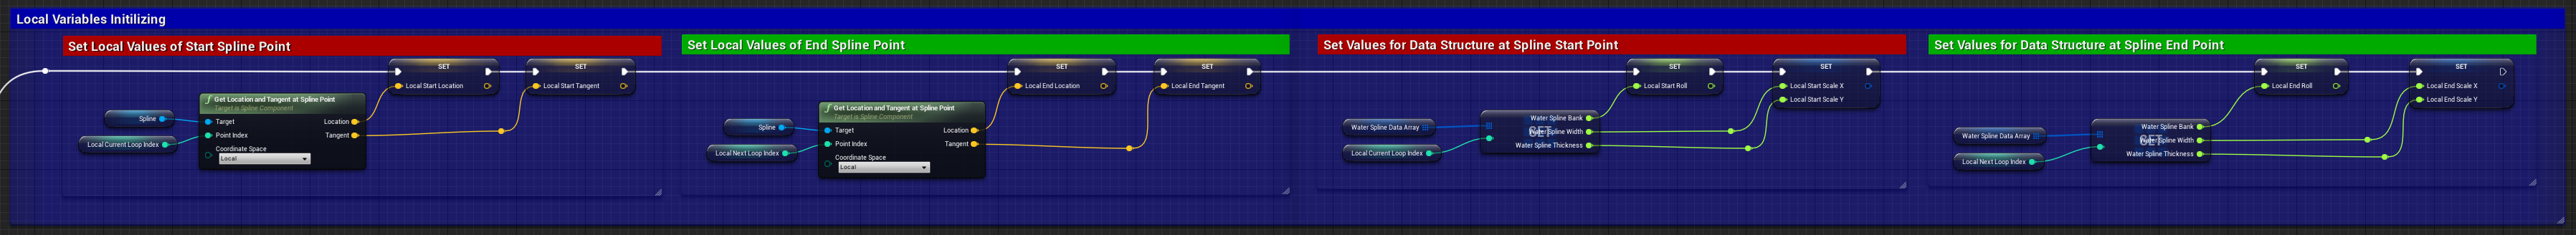 Local Variables Initilizing
Set Local Values of Start Spline Point
SET
Local Start Location
SET
Local Start Tangent
Get Location and Tangent at Spline Point
Target is Spline Component
Spline
Target
Location
Local Current Loop Index
Point Index
Tangent
Coordinate Space
Local
Set Local Values of End Spline Point
SET
Local End Location
SET
Local End Tangent
Get Location and Tangent at Spline Point
Target is Spline Component
Spline
Target
Location
Local Next Loop Index
Point Index
Tangent
Coordinate Space
Local
Set Values for Data Structure at Spline Start Point
SET
Local Start Roll
SET
Local Start Scale X
Local Start Scale Y
Water Spline Data Array
Local Current Loop Index
GET
Water Spline Bank
Water Spline Width
Water Spline Thickness
Set Values for Data Structure at Spline End Point
SET
Local End Roll
SET
Local End Scale X
Local End Scale Y
Water Spline Data Array
Local Next Loop Index
GET
Water Spline Bank
Water Spline Width
Water Spline Thickness